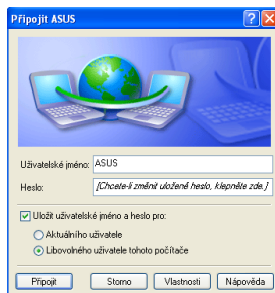 Připojit ASUS
Uživatelské jméno: ASUS
Heslo: [Chcete-li změnit uložené heslo, klepněte zde.]
Uložit uživatelské jméno a heslo pro:
Aktuálního uživatele
Libovolného uživatele tohoto počítače
Připojit Storno Vlastnosti Nápověda